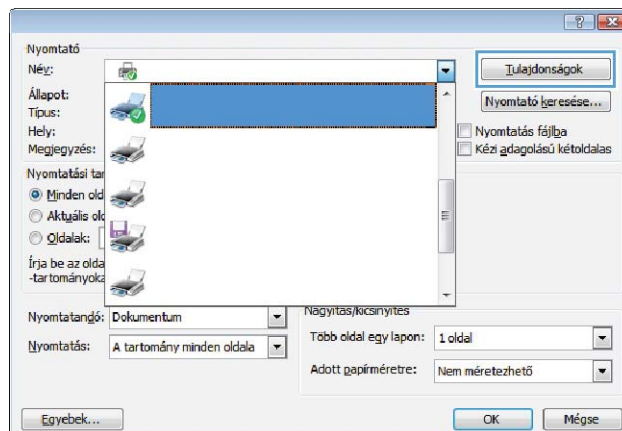 Nyomtató
Név:
Tulajdonságok
Állapot:
Nyomtató keresése...
Típus:
Hely:
Nyomtatás fájlba
Megjegyzés:
Kézi adagolású kétoldalas
Nyomtatási tar
Minden old
Aktuális old
Oldalak:
Írja be az olda
-tartományoka
Nyomtatandó: Dokumentum
Nagyítás/kicsinyítés
Több oldal egy lapon: 1 oldal
Nyomtatás: A tartomány minden oldala
Adott papírméretre: Nem méretezhető
Egyebek...
OK
Mégse